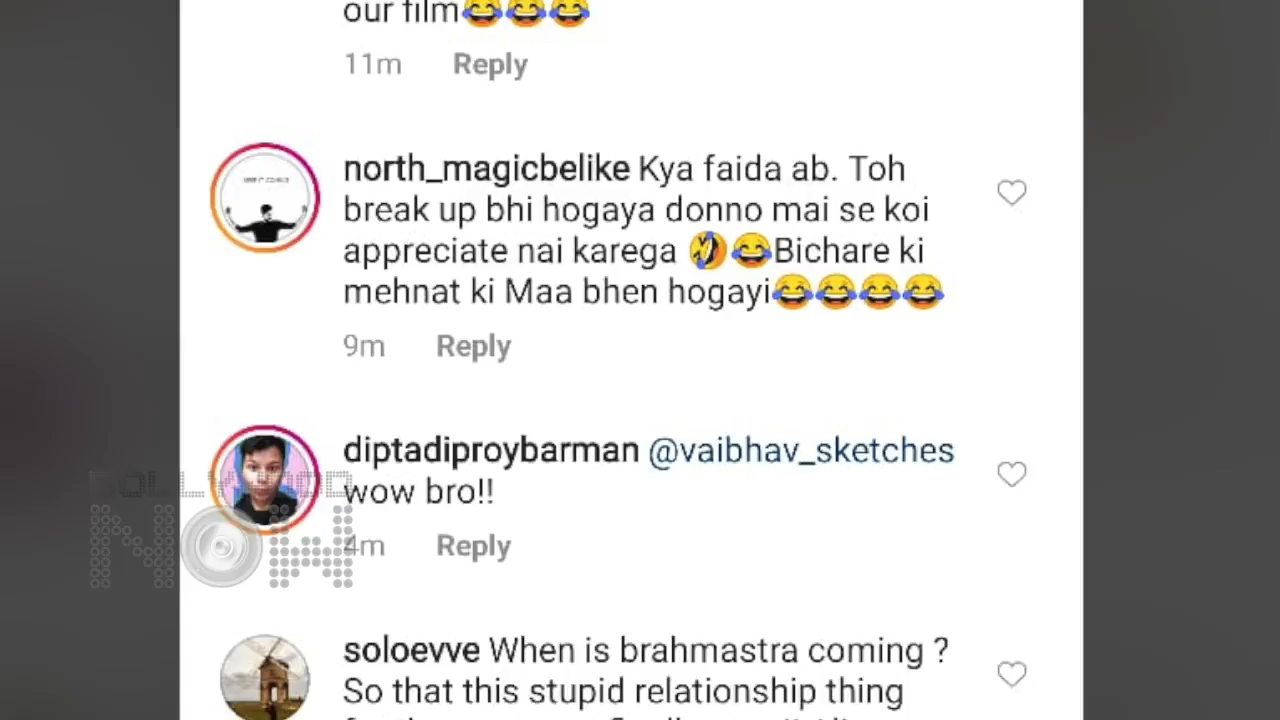 our film😂😂😂
11m Reply
north_magicbelike Kya faida ab. Toh
break up bhi hogaya donno mai se koi
appreciate nai karega 🤣😂Bichare ki
mehnat ki Maa bhen hogayi😂😂😂😂
9m Reply
diptadiproybarman @vaibhav_sketches
wow bro!!
4m Reply
BOLLYWOOD
NOW
soloevve When is brahmastra coming ?
So that this stupid relationship thing